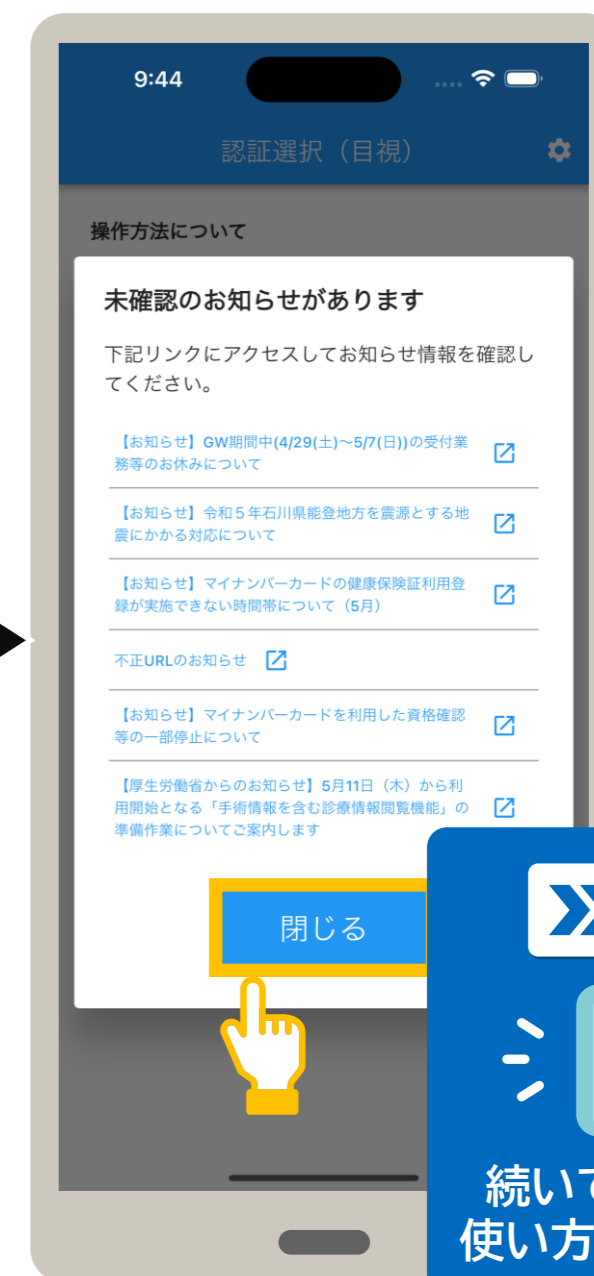 9:44
認証選択（目視）
操作方法について
未確認のお知らせがあります
下記リンクにアクセスしてお知らせ情報を確認し
てください。
【お知らせ】GW期間中(4/29(土)～5/7(日))の受付業
務等のお休みについて
【お知らせ】令和５年石川県能登地方を震源とする地
震にかかる対応について
【お知らせ】マイナンバーカードの健康保険証利用登
録が実施できない時間帯について（5月）
不正URLのお知らせ
【お知らせ】マイナンバーカードを利用した資格確認
等の一部停止について
【厚生労働省からのお知らせ】5月11日（木）から利
用開始となる「手術情報を含む診療情報閲覧機能」の
準備作業についてご案内します
閉じる
続いて
使い方